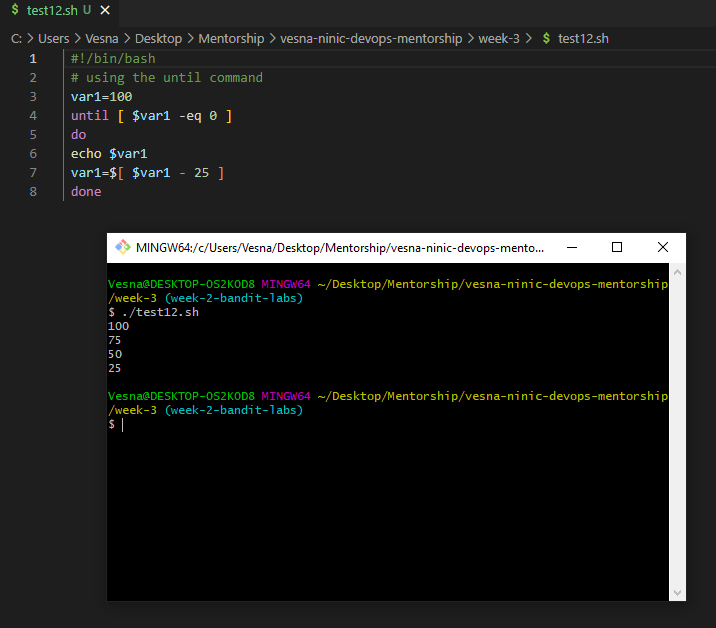 $ test12.sh U ×
C: > Users > Vesna > Desktop > Mentorship > vesna-ninic-devops-mentorship > week-3 > $ test12.sh
1 #!/bin/bash
2 # using the until command
3 var1=100
4 until [ $var1 -eq 0 ]
5 do
6 echo $var1
7 var1=$[ $var1 - 25 ]
8 done
MINGW64:/c/Users/Vesna/Desktop/Mentorship/vesna-ninic-devops-mento...
Vesna@DESKTOP-OS2KOD8 MINGW64 ~/Desktop/Mentorship/vesna-ninic-devops-mentorship
/week-3 (week-2-bandit-labs)
$ ./test12.sh
100
75
50
25
Vesna@DESKTOP-OS2KOD8 MINGW64 ~/Desktop/Mentorship/vesna-ninic-devops-mentorship
/week-3 (week-2-bandit-labs)
$